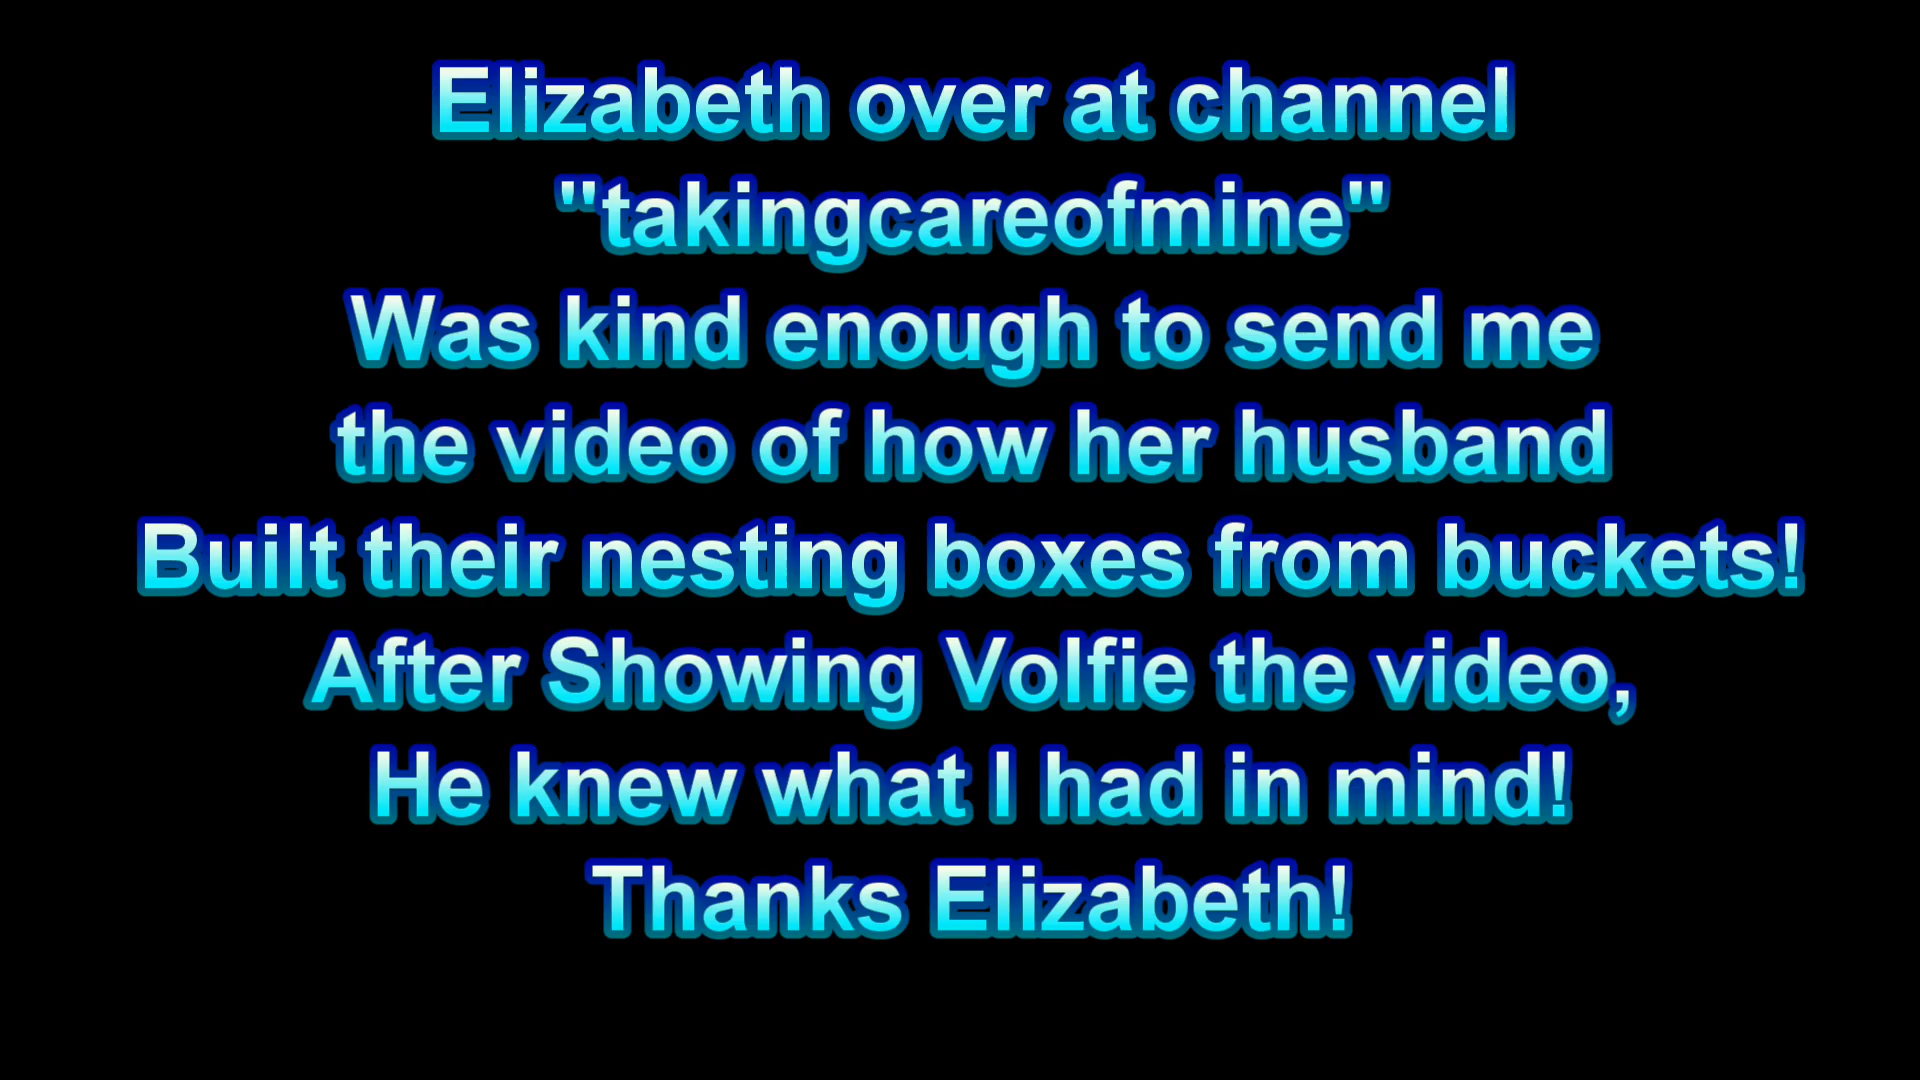 Elizabeth over at channel
"takingcareofmine"
Was kind enough to send me
the video of how her husband
Built their nesting boxes from buckets!
After Showing Volfie the video,
He knew what I had in mind!
Thanks Elizabeth!